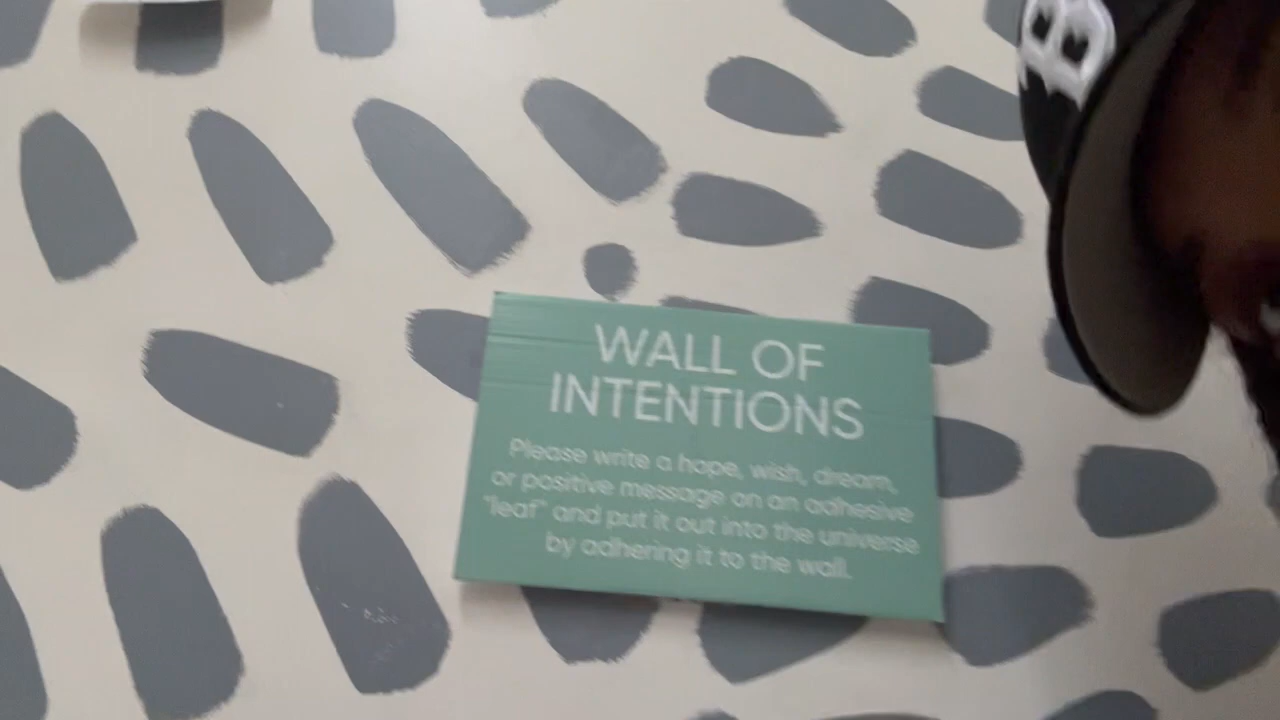 B
WALL OF
INTENTIONS
Please write a hope, wish, dream,
or positive message on an adhesive
"leaf" and put it out into the universe
by adhering it to the wall.